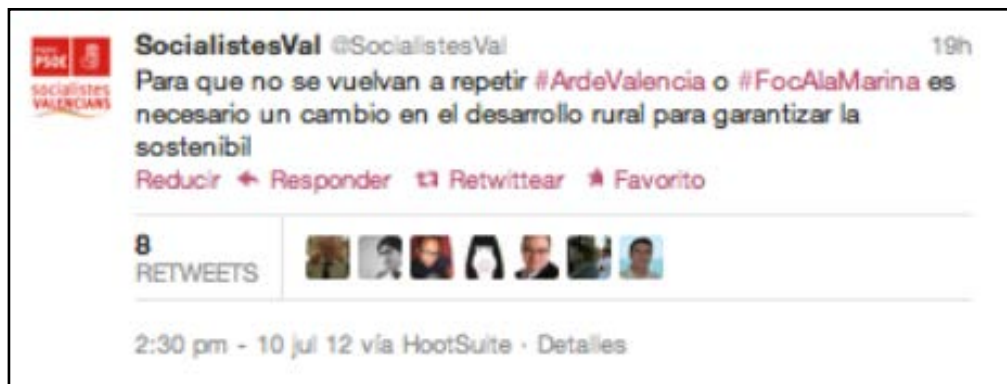 PSOE
socialistes
VALENCIANS
SocialistesVal @SocialistesVal 19h
Para que no se vuelvan a repetir #ArdeValencia o #FocAlaMarina es
necesario un cambio en el desarrollo rural para garantizar la
sostenibil
Reducir Responder Retwittear Favorito
8
RETWEETS
2:30 pm - 10 jul 12 vía HootSuite · Detalles